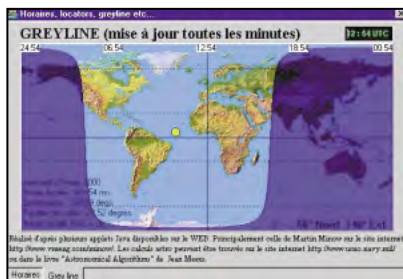 Horaires, locators, greyline etc...
GREYLINE (mise à jour toutes les minutes)
12:54 UTC
24.54 06.54 12.54 18.54 00.54
Nord Est
Réalisé d'après plusieurs applets Java disponibles sur le WEB. Principalement celle de Martin Minow sur le site internet
Les calculs astro peuvent être trouvés sur le site internet
ou dans le livre "Astronomical Algorithms" de Jean Meeus.
Horaires Grey line